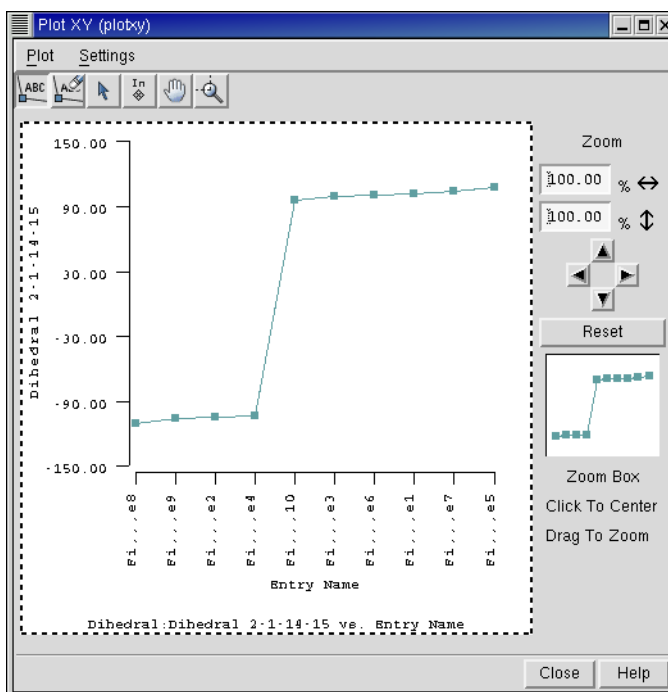 Plot XY (plotxy)
Plot Settings
ABC
In
Zoom
100.00 %
100.00 %
Reset
Zoom Box
Click To Center
Drag To Zoom
150.00
90.00
30.00
-30.00
-90.00
-150.00
Dihedral 2-1-14-15
Fi...e8
Fi...e9
Fi...e2
Fi...e4
Fi...10
Fi...e3
Fi...e6
Fi...e1
Fi...e7
Fi...e5
Entry Name
Dihedral:Dihedral 2-1-14-15 vs. Entry Name
Close Help